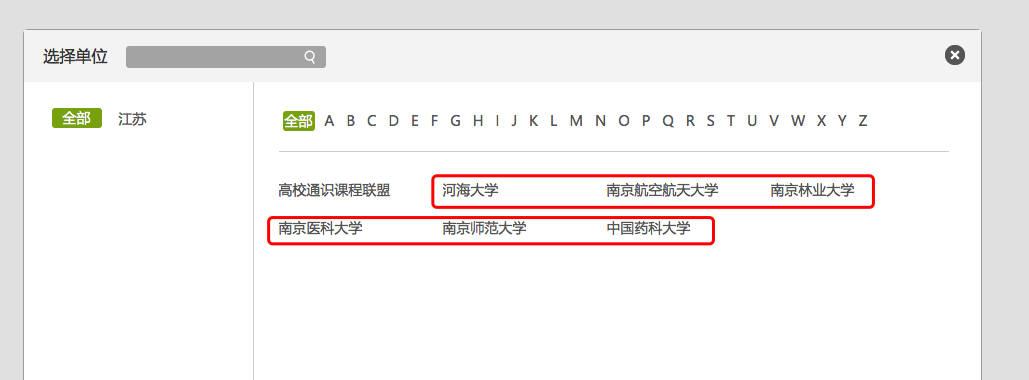 选择单位
全部 江苏
全部 A B C D E F G H I J K L M N O P Q R S T U V W X Y Z
高校通识课程联盟 河海大学 南京航空航天大学 南京林业大学
南京医科大学 南京师范大学 中国药科大学